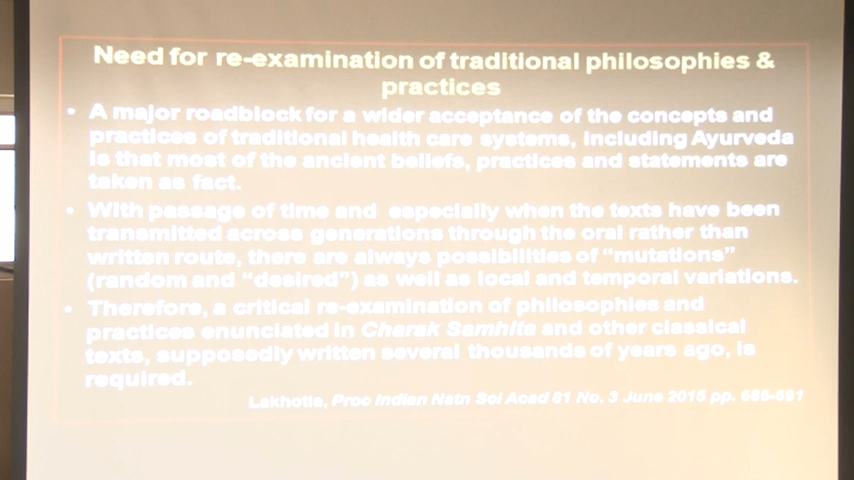 Need for re-examination of traditional philosophies &
practices
• A major roadblock for a wider acceptance of the concepts and
practices of traditional health care systems, including Ayurveda
is that most of the ancient beliefs, practices and statements are
taken as fact.
• With passage of time and especially when the texts have been
transmitted across generations through the oral rather than
written route, there are always possibilities of “mutations”
(random and “desired”) as well as local and temporal variations.
• Therefore, a critical re-examination of philosophies and
practices enunciated in Charak Samhita and other classical
texts, supposedly written several thousands of years ago, is
required.
Lakhotia, Proc Indian Natn Sci Acad 81 No. 3 June 2015 pp.